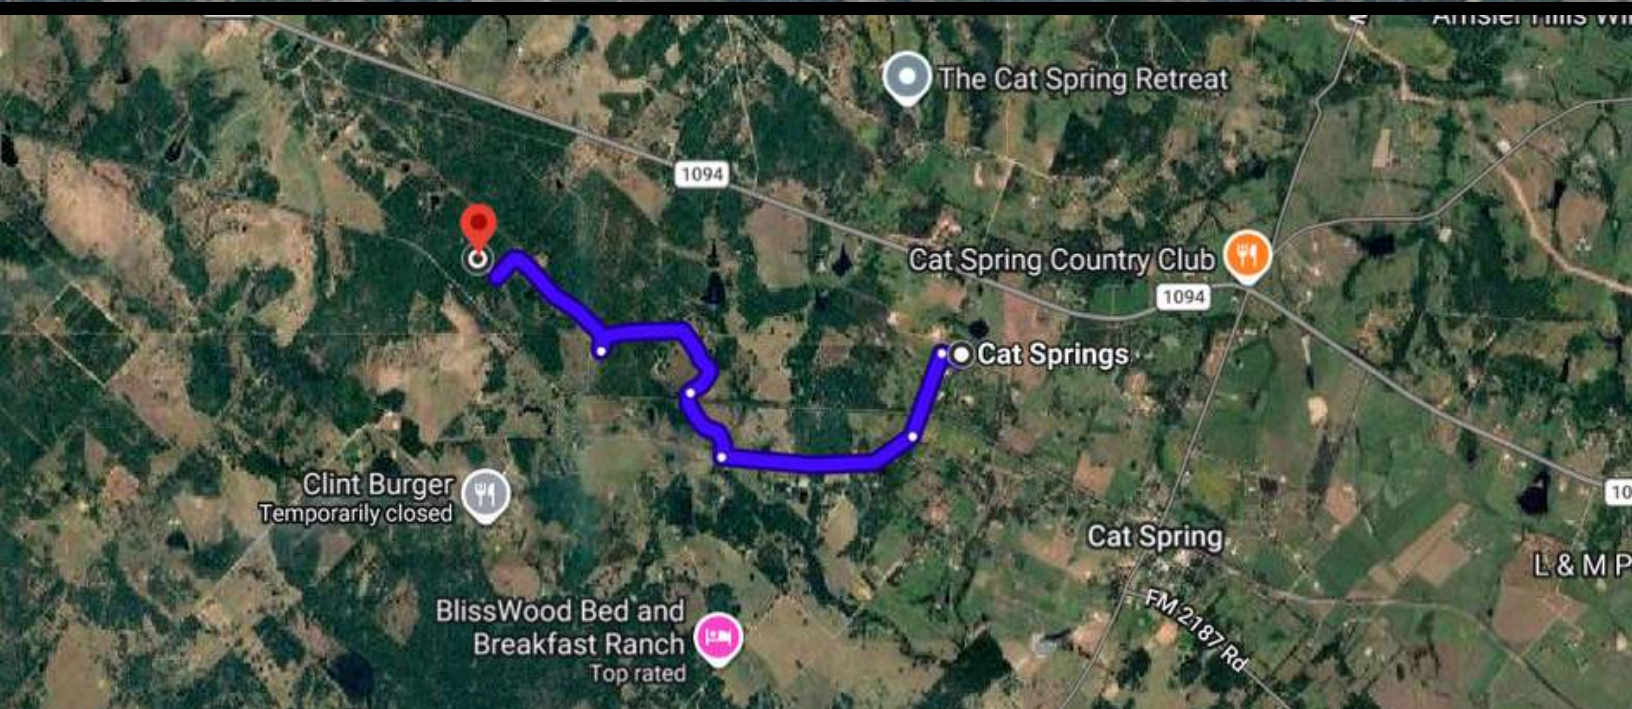 The Cat Spring Retreat
1094
Cat Spring Country Club
1094
Cat Springs
Clint Burger
Temporarily closed
Cat Spring
L & M P
FM 2187 Rd
BlissWood Bed and
Breakfast Ranch
Top rated
10